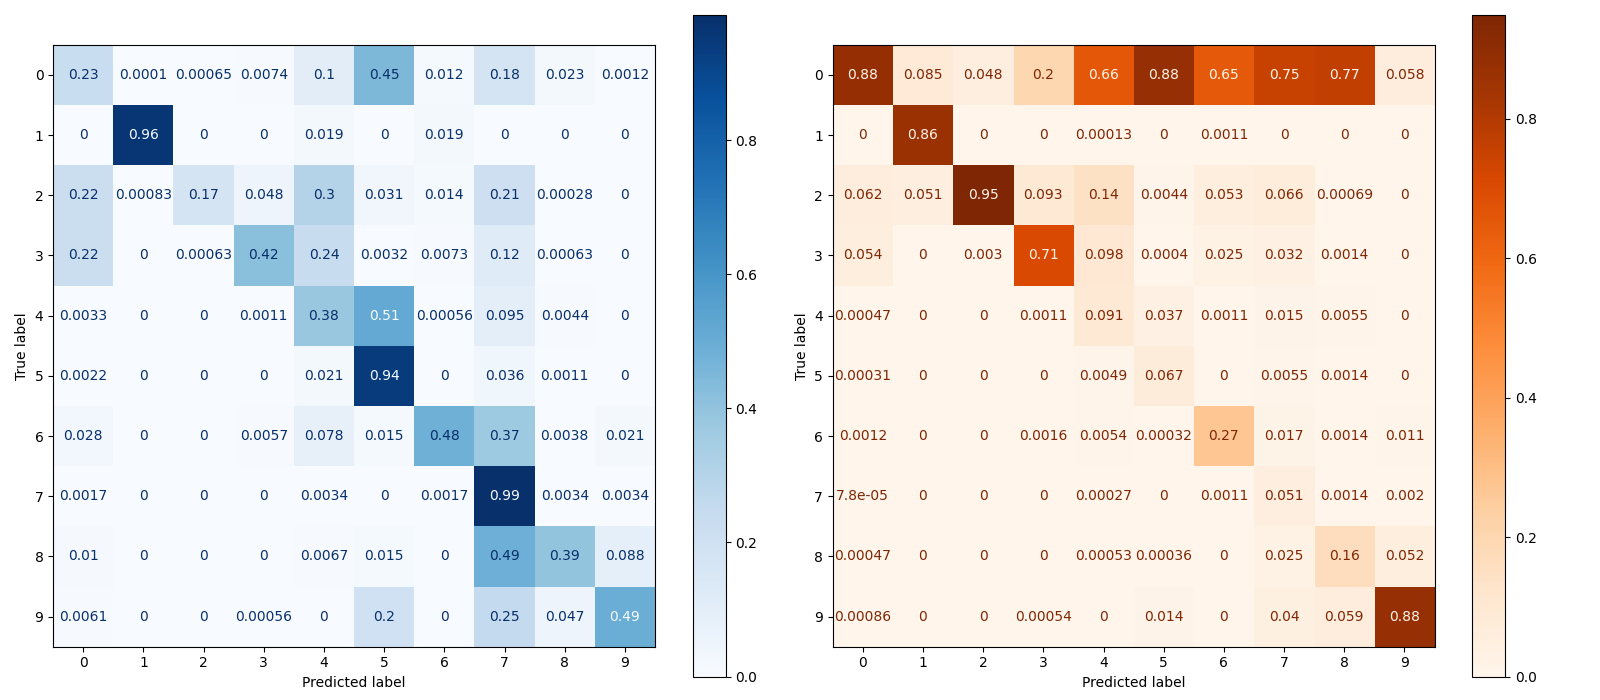 0 0.23 0.0001 0.00065 0.0074 0.1 0.45 0.012 0.18 0.023 0.0012
1 0 0.96 0 0 0.019 0 0.019 0 0 0
2 0.22 0.00083 0.17 0.048 0.3 0.031 0.014 0.21 0.00028 0
3 0.22 0 0.00063 0.42 0.24 0.0032 0.0073 0.12 0.00063 0
4 0.0033 0 0 0.0011 0.38 0.51 0.00056 0.095 0.0044 0
5 0.0022 0 0 0 0.021 0.94 0 0.036 0.0011 0
6 0.028 0 0 0.0057 0.078 0.015 0.48 0.37 0.0038 0.021
7 0.0017 0 0 0 0.0034 0 0.0017 0.99 0.0034 0.0034
8 0.01 0 0 0 0.0067 0.015 0 0.49 0.39 0.088
9 0.0061 0 0 0.00056 0 0.2 0 0.25 0.047 0.49
0 1 2 3 4 5 6 7 8 9
Predicted label
True label
0.8
0.6
0.4
0.2
0.0
0 0.88 0.085 0.048 0.2 0.66 0.88 0.65 0.75 0.77 0.058
1 0 0.86 0 0 0.00013 0 0.0011 0 0 0
2 0.062 0.051 0.95 0.093 0.14 0.0044 0.053 0.066 0.00069 0
3 0.054 0 0.003 0.71 0.098 0.0004 0.025 0.032 0.0014 0
4 0.00047 0 0 0.0011 0.091 0.037 0.0011 0.015 0.0055 0
5 0.00031 0 0 0 0.0049 0.067 0 0.0055 0.0014 0
6 0.0012 0 0 0.0016 0.0054 0.00032 0.27 0.017 0.0014 0.011
7 7.8e-05 0 0 0 0.00027 0 0.0011 0.051 0.0014 0.002
8 0.00047 0 0 0 0.00053 0.00036 0 0.025 0.16 0.052
9 0.00086 0 0 0.00054 0 0.014 0 0.04 0.059 0.88
0 1 2 3 4 5 6 7 8 9
Predicted label
True label
0.8
0.6
0.4
0.2
0.0